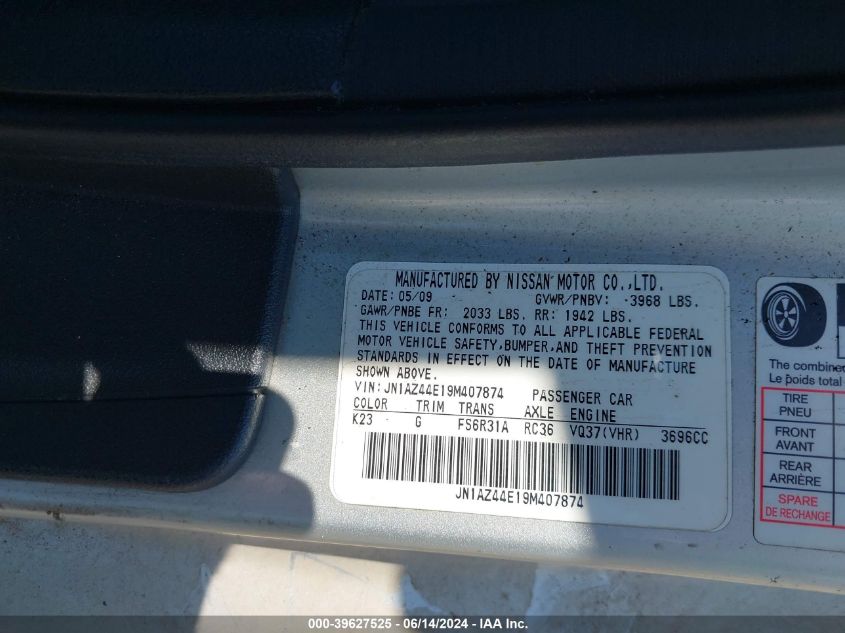 MANUFACTURED BY NISSAN MOTOR CO.,LTD.
DATE: 05/09 GVWR/PNBV: 3968 LBS.
GAWR/PNBE FR: 2033 LBS. RR: 1942 LBS.
THIS VEHICLE CONFORMS TO ALL APPLICABLE FEDERAL
MOTOR VEHICLE SAFETY,BUMPER,AND THEFT PREVENTION
STANDARDS IN EFFECT ON THE DATE OF MANUFACTURE
SHOWN ABOVE.
VIN: JN1AZ44E19M407874 PASSENGER CAR
COLOR TRIM TRANS AXLE ENGINE
K23 G FS6R31A RC36 VQ37(VHR) 3696CC
JN1AZ44E19M407874
The combined
Le poids total
TIRE
PNEU
FRONT
AVANT
REAR
ARRIÈRE
SPARE
DE RECHANGE
000-39627525 - 06/14/2024 - IAA Inc.